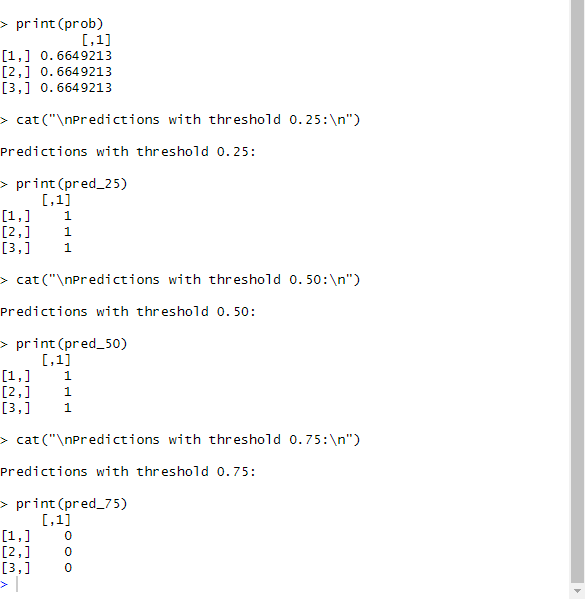 > print(prob)
          [,1]
[1,] 0.6649213
[2,] 0.6649213
[3,] 0.6649213
> cat("\nPredictions with threshold 0.25:\n")
Predictions with threshold 0.25:
> print(pred_25)
     [,1]
[1,]    1
[2,]    1
[3,]    1
> cat("\nPredictions with threshold 0.50:\n")
Predictions with threshold 0.50:
> print(pred_50)
     [,1]
[1,]    1
[2,]    1
[3,]    1
> cat("\nPredictions with threshold 0.75:\n")
Predictions with threshold 0.75:
> print(pred_75)
     [,1]
[1,]    0
[2,]    0
[3,]    0
>